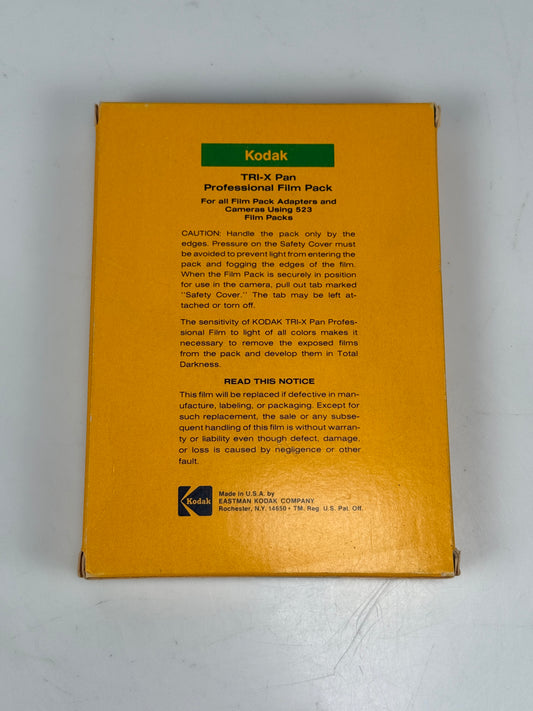 Kodak
TRI-X Pan
Professional Film Pack
For all Film Pack Adapters and
Cameras Using 523
Film Packs
CAUTION: Handle the pack only by the
edges. Pressure on the Safety Cover must
be avoided to prevent light from entering the
pack and fogging the edges of the film.
When the Film Pack is securely in position
for use in the camera, pull out tab marked
"Safety Cover." The tab may be left at-
tached or torn off.
The sensitivity of KODAK TRI-X Pan Profes-
sional Film to light of all colors makes it
necessary to remove the exposed films
from the pack and develop them in Total
Darkness.
READ THIS NOTICE
This film will be replaced if defective in man-
ufacture, labeling, or packaging. Except for
such replacement, the sale or any subse-
quent handling of this film is without warran-
ty or liability even though defect, damage,
or loss is caused by negligence or other
fault.
Kodak
Made in U.S.A. by
EASTMAN KODAK COMPANY
Rochester, N.Y. 14650 • TM. Reg. U.S. Pat. Off.